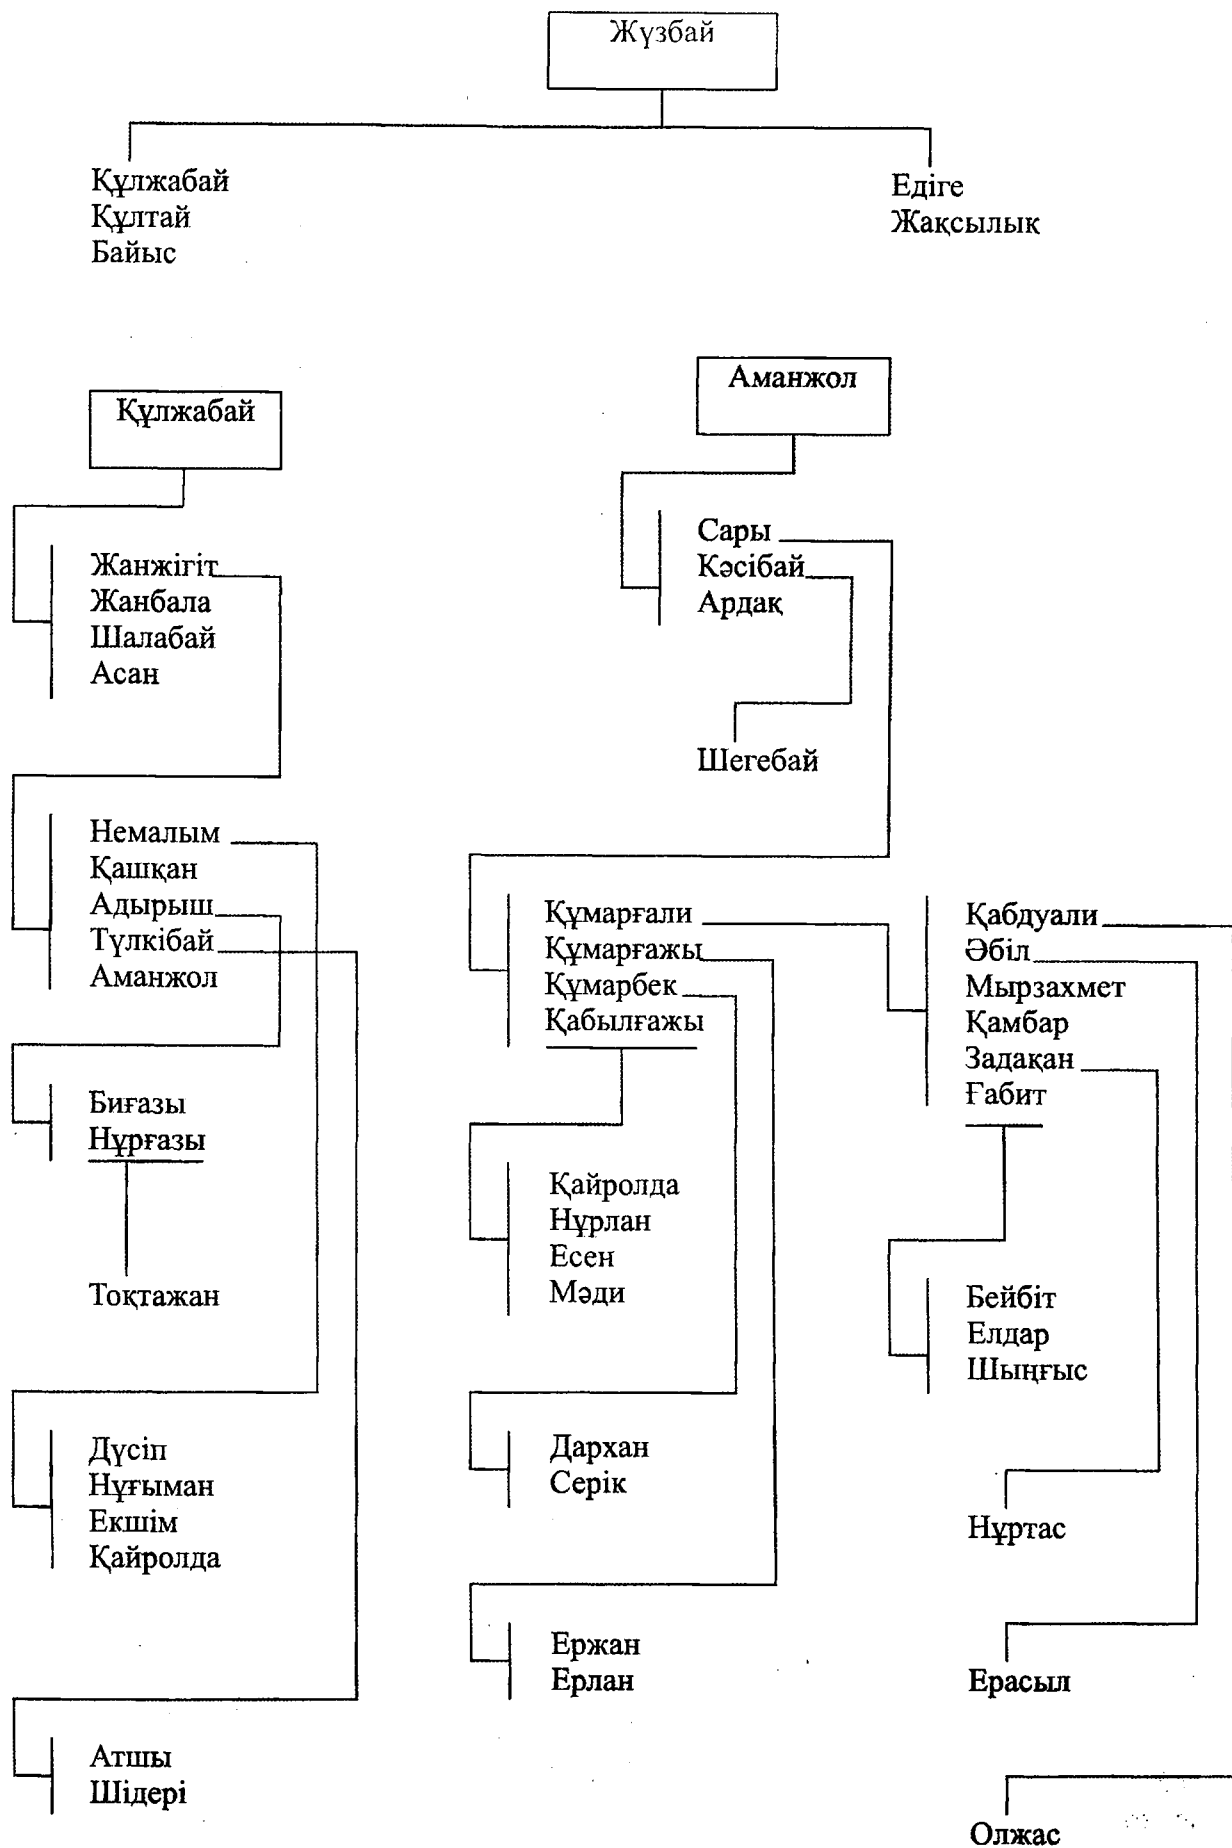 Жүзбай
Құлжабай
Құлтай
Байыс
Едіге
Жақсылық
Құлжабай
Жанжігіт
Жанбала
Шалабай
Асан
Немалым
Қашқан
Адырыш
Түлкібай
Аманжол
Биғазы
Нұрғазы
Тоқтажан
Дүсіп
Нұғыман
Екшім
Қайролда
Атшы
Шідері
Аманжол
Сары
Кәсібай
Ардақ
Шегебай
Құмарғали
Құмарғажы
Құмарбек
Қабылғажы
Қайролда
Нұрлан
Есен
Мәди
Дархан
Серік
Ержан
Ерлан
Қабдуали
Әбіл
Мырзахмет
Қамбар
Задақан
Ғабит
Бейбіт
Елдар
Шыңғыс
Нұртас
Ерасыл
Олжас